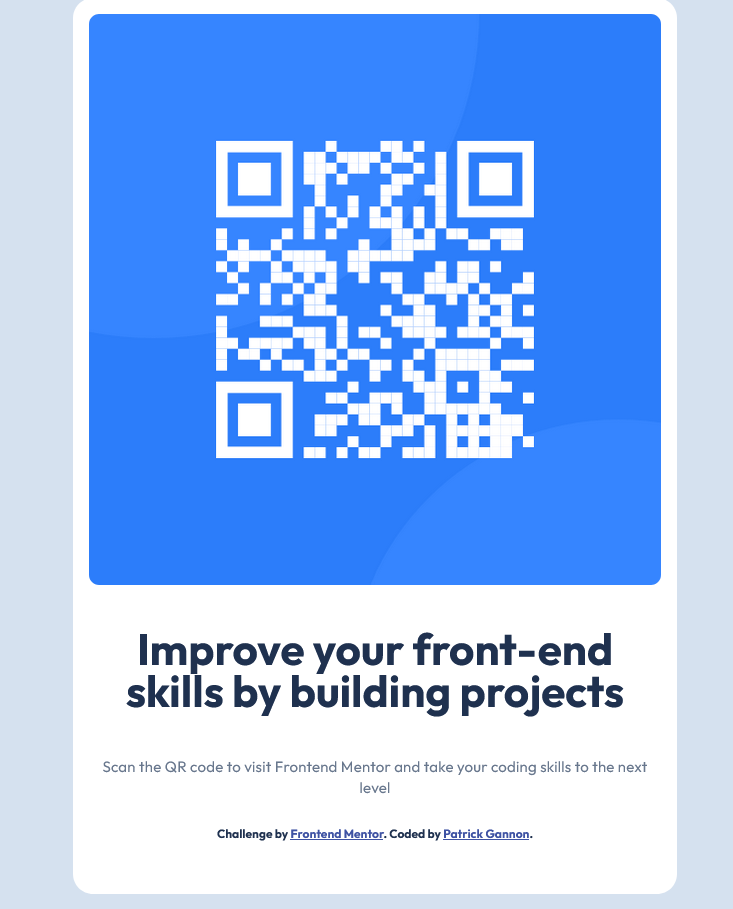 Improve your front-end
skills by building projects
Scan the QR code to visit Frontend Mentor and take your coding skills to the next
level
Challenge by Frontend Mentor. Coded by Patrick Gannon.